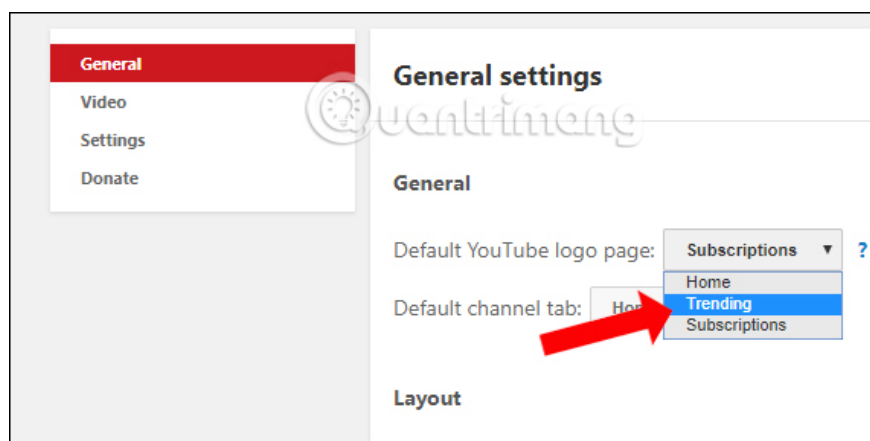 General
Video
Settings
Donate
General settings
Quantrimang
General
Default YouTube logo page: Subscriptions ▼ ?
Home
Trending
Subscriptions
Default channel tab:
Layout